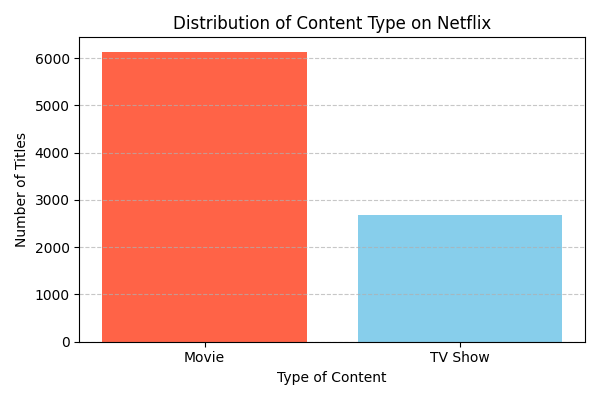 Distribution of Content Type on Netflix
Number of Titles
6000
5000
4000
3000
2000
1000
0
Movie
TV Show
Type of Content